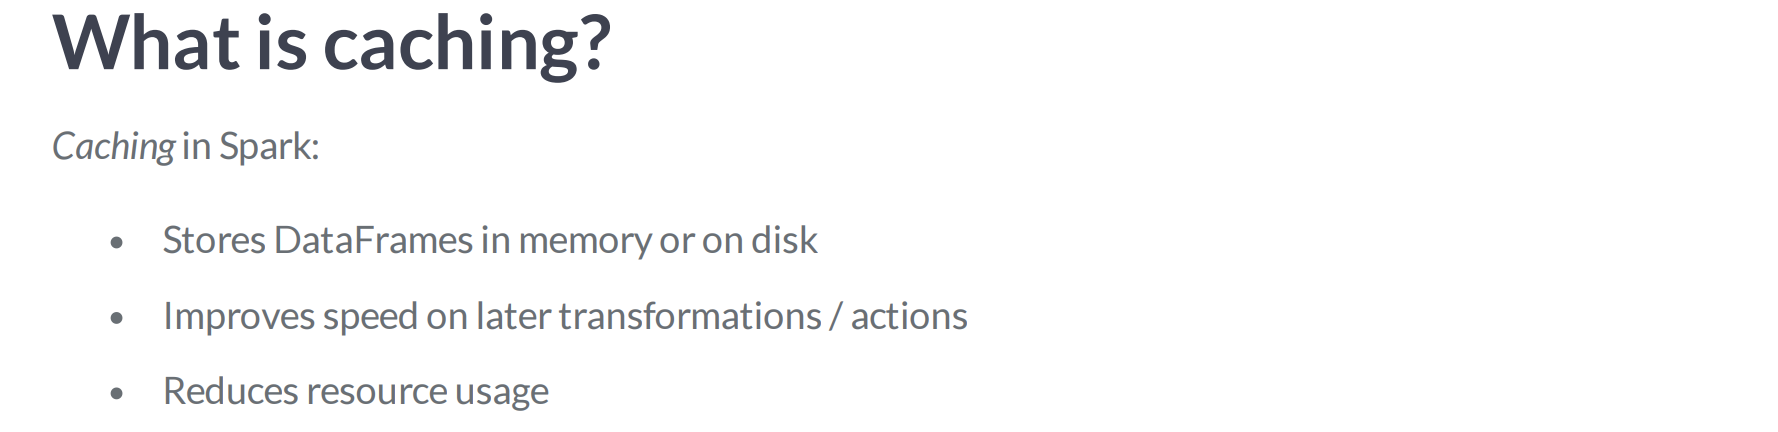 What is caching?
Caching in Spark:
• Stores DataFrames in memory or on disk
• Improves speed on later transformations / actions
• Reduces resource usage